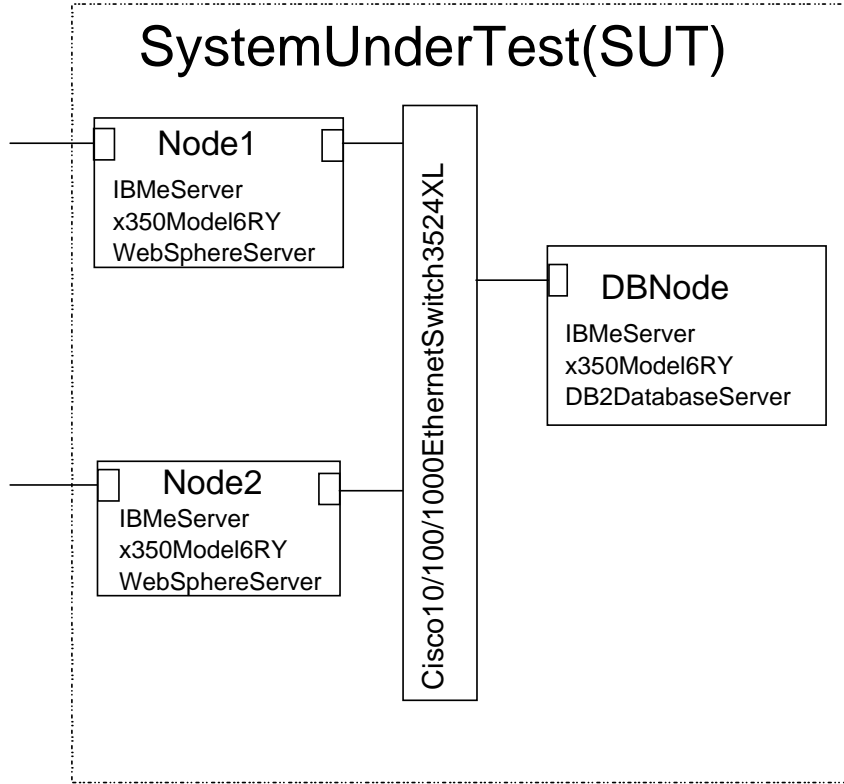 SystemUnderTest(SUT)
Node1
IBMeServer
x350Model6RY
WebSphereServer
Cisco10/100/1000EthernetSwitch3524XL
DBNode
IBMeServer
x350Model6RY
DB2DatabaseServer
Node2
IBMeServer
x350Model6RY
WebSphereServer